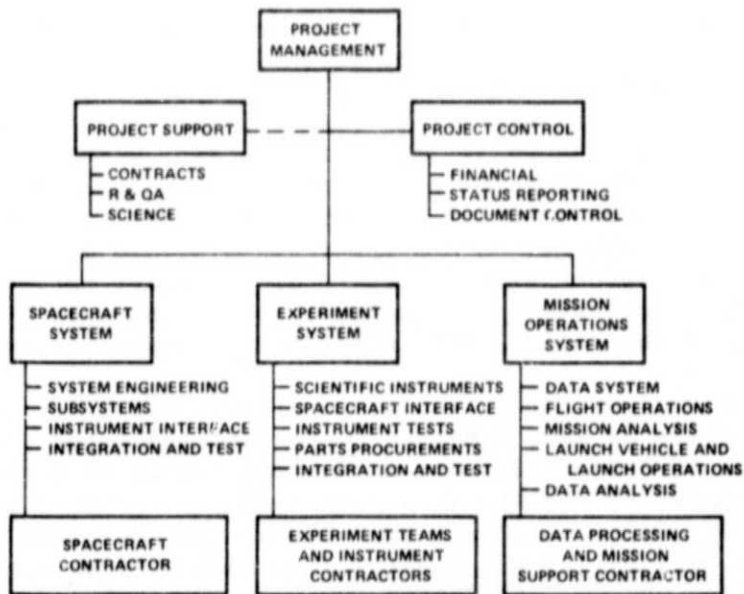 PROJECT
MANAGEMENT
PROJECT SUPPORT
PROJECT CONTROL
CONTRACTS
R & QA
SCIENCE
FINANCIAL
STATUS REPORTING
DOCUMENT CONTROL
SPACECRAFT
SYSTEM
EXPERIMENT
SYSTEM
MISSION
OPERATIONS
SYSTEM
SYSTEM ENGINEERING
SUBSYSTEMS
INSTRUMENT INTERFACE
INTEGRATION AND TEST
SCIENTIFIC INSTRUMENTS
SPACECRAFT INTERFACE
INSTRUMENT TESTS
PARTS PROCUREMENTS
INTEGRATION AND TEST
DATA SYSTEM
FLIGHT OPERATIONS
MISSION ANALYSIS
LAUNCH VEHICLE AND
LAUNCH OPERATIONS
DATA ANALYSIS
SPACECRAFT
CONTRACTOR
EXPERIMENT TEAMS
AND INSTRUMENT
CONTRACTORS
DATA PROCESSING
AND MISSION
SUPPORT CONTRACTOR